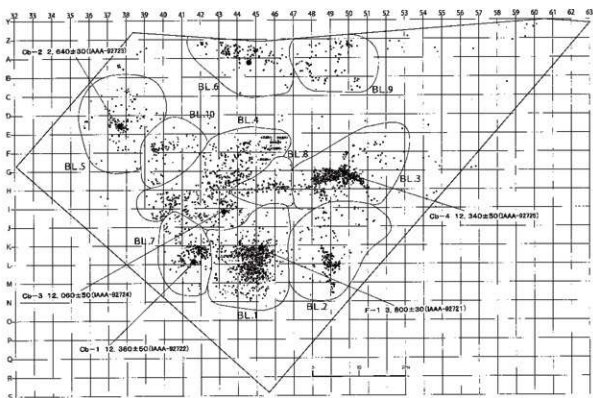 32 33 34 35 36 37 38 39 40 41 42 43 44 45 46 47 48 49 50 51 52 53 54 55 56 57 58 59 60 61 62 63
Y
Z
A
B
C
D
E
F
G
H
I
J
K
L
M
N
O
P
Q
R
S
Cb-2 2,640±30(IAAA-92723)
BL.6
BL.9
BL.10
BL.4
BL.5
BL.8
BL.3
Cb-4 12,340±50(IAAA-92725)
BL.7
Cb-3 12,060±50(IAAA-92724)
BL.1
BL.2
F-1 3,800±30(IAAA-92721)
Cb-1 12,360±50(IAAA-92722)